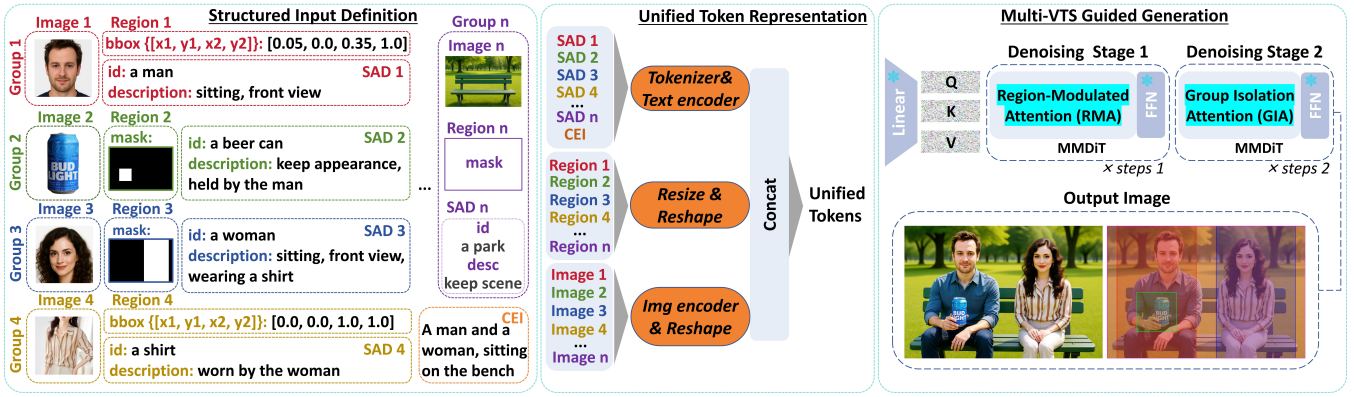 Structured Input Definition
Group 1
Image 1
Region 1
bbox {[x1, y1, x2, y2]}: [0.05, 0.0, 0.35, 1.0]
id: a man
SAD 1
description: sitting, front view
Group 2
Image 2
BUD
LIGHT
Region 2
mask:
id: a beer can
SAD 2
description: keep appearance,
held by the man
Group 3
Image 3
Region 3
mask:
id: a woman
SAD 3
description: sitting, front view,
wearing a shirt
Group 4
Image 4
Region 4
bbox {[x1, y1, x2, y2]}: [0.0, 0.0, 1.0, 1.0]
id: a shirt
SAD 4
description: worn by the woman
...
Group n
Image n
Region n
mask
SAD n
id
a park
desc
keep scene
CEI
A man and a
woman, sitting
on the bench
Unified Token Representation
SAD 1
SAD 2
SAD 3
SAD 4
...
SAD n
CEI
Tokenizer&
Text encoder
Region 1
Region 2
Region 3
Region 4
...
Region n
Resize &
Reshape
Image 1
Image 2
Image 3
Image 4
...
Image n
Img encoder
& Reshape
Concat
Unified
Tokens
Multi-VTS Guided Generation
Linear
Q
K
V
Denoising Stage 1
Region-Modulated
Attention (RMA)
FFN
MMDiT
× steps 1
Denoising Stage 2
Group Isolation
Attention (GIA)
FFN
MMDiT
× steps 2
Output Image
BUD
LIGHT